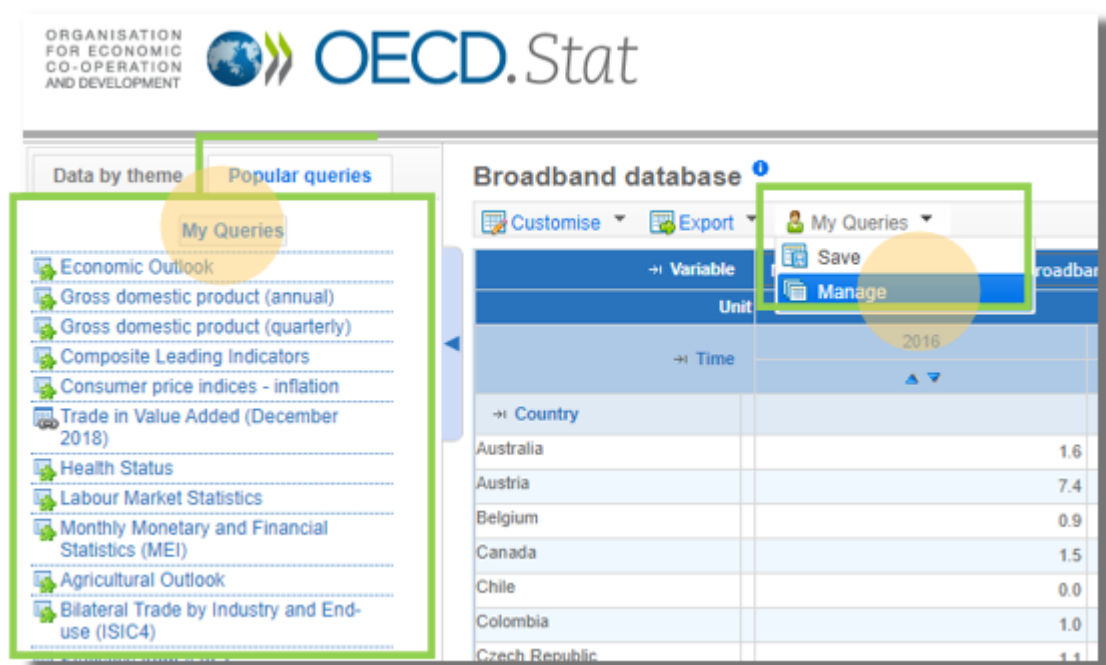 ORGANISATION
FOR ECONOMIC
CO-OPERATION
AND DEVELOPMENT
OECD.Stat
Data by theme
Popular queries
My Queries
Economic Outlook
Gross domestic product (annual)
Gross domestic product (quarterly)
Composite Leading Indicators
Consumer price indices - inflation
Trade in Value Added (December
2018)
Health Status
Labour Market Statistics
Monthly Monetary and Financial
Statistics (MEI)
Agricultural Outlook
Bilateral Trade by Industry and End-
use (ISIC4)
Broadband database
Customise
Export
My Queries
Save
Manage
Variable
Unit
Time
2016
Country
Australia 1.6
Austria 7.4
Belgium 0.9
Canada 1.5
Chile 0.0
Colombia 1.0
Czech Republic 1.1